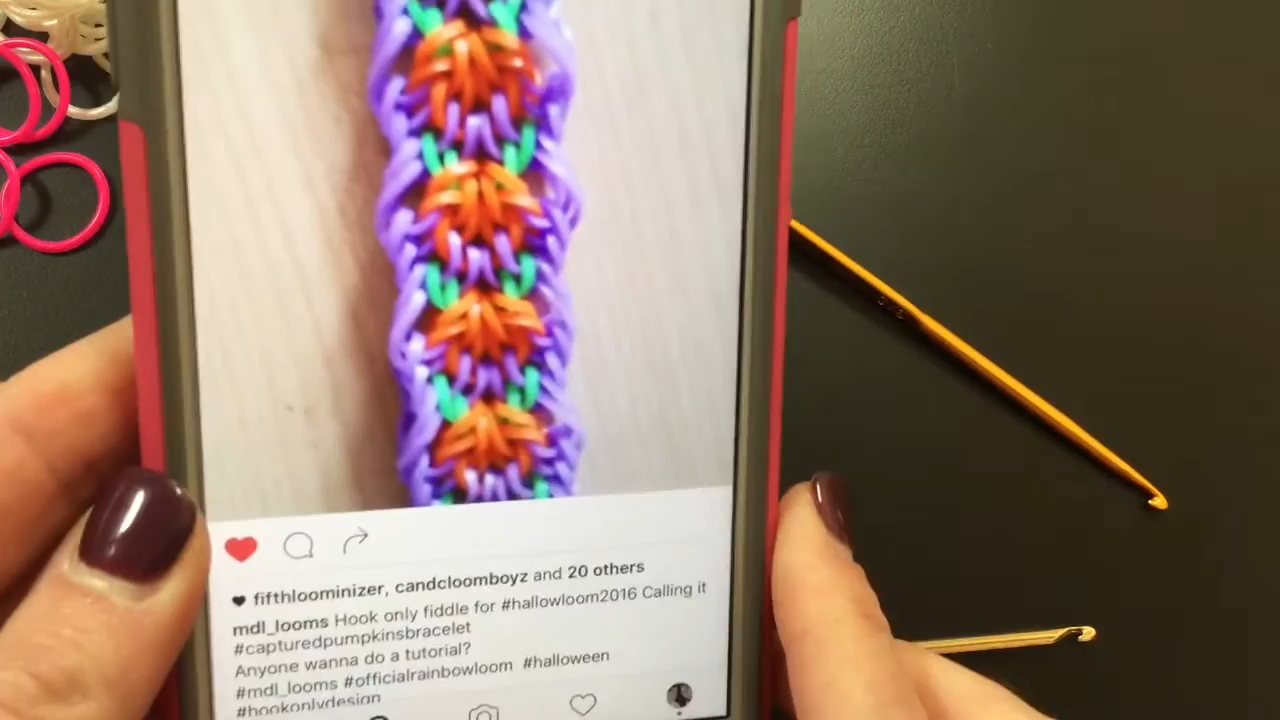 fifthloominizer, candcloomboyz and 20 others
mdl_looms Hook only fiddle for #hallowloom2016 Calling it
#capturedpumpkinsbracelet
Anyone wanna do a tutorial?
#mdl_looms #officialrainbowloom #halloween
#hookonlydesign